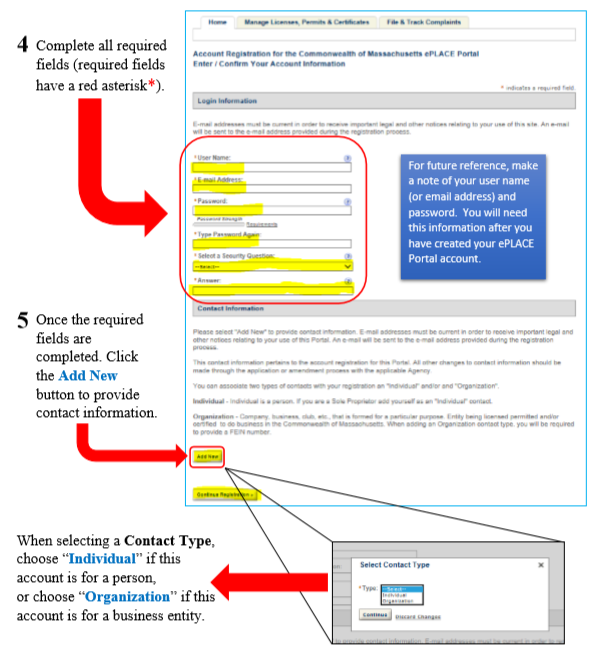 Home Manage Licenses, Permits & Certificates File & Track Complaints
4 Complete all required
fields (required fields
have a red asterisk*).
Account Registration for the Commonwealth of Massachusetts ePLACE Portal
Enter / Confirm Your Account Information
* indicates a required field.
Login Information
E-mail addresses must be current in order to receive important legal and other notices relating to your use of this site. An e-mail
will be sent to the e-mail address provided during the registration process.
*User Name:
*E-mail Address:
*Password:
Password Strength
Requirements
*Type Password Again:
*Select a Security Question:
--Select--
*Answer:
For future reference, make
a note of your user name
(or email address) and
password. You will need
this information after you
have created your ePLACE
Portal account.
Contact Information
5 Once the required
fields are
completed. Click
the Add New
button to provide
contact information.
Please select "Add New" to provide contact information. E-mail addresses must be current in order to receive important legal and
other notices relating to your use of this Portal. An e-mail will be sent to the e-mail address provided during the registration
process.
This contact information pertains to the account registration for this Portal. All other changes to contact information should be
made through the application or amendment process with the applicable Agency.
You can associate two types of contacts with your registration an "Individual" and/or and "Organization".
Individual - Individual is a person. If you are a Sole Proprietor add yourself as an "Individual" contact.
Organization - Company, business, club, etc., that is formed for a particular purpose. Entity being licensed permitted and/or
certified to do business in the Commonwealth of Massachusetts. When adding an Organization contact type, you will be required
to provide a FEIN number.
Add New
Continue Registration »
When selecting a Contact Type,
choose “Individual” if this
account is for a person,
or choose “Organization” if this
account is for a business entity.
Select Contact Type ×
*Type: --Select--
Individual
Organization
Continue Discard Changes
to provide contact information. E-mail addresses must be current in order to re